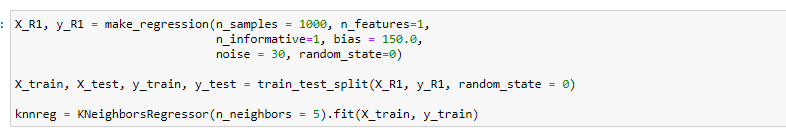 : X_R1, y_R1 = make_regression(n_samples = 1000, n_features=1,
n_informative=1, bias = 150.0,
noise = 30, random_state=0)
X_train, X_test, y_train, y_test = train_test_split(X_R1, y_R1, random_state = 0)
knnreg = KNeighborsRegressor(n_neighbors = 5).fit(X_train, y_train)